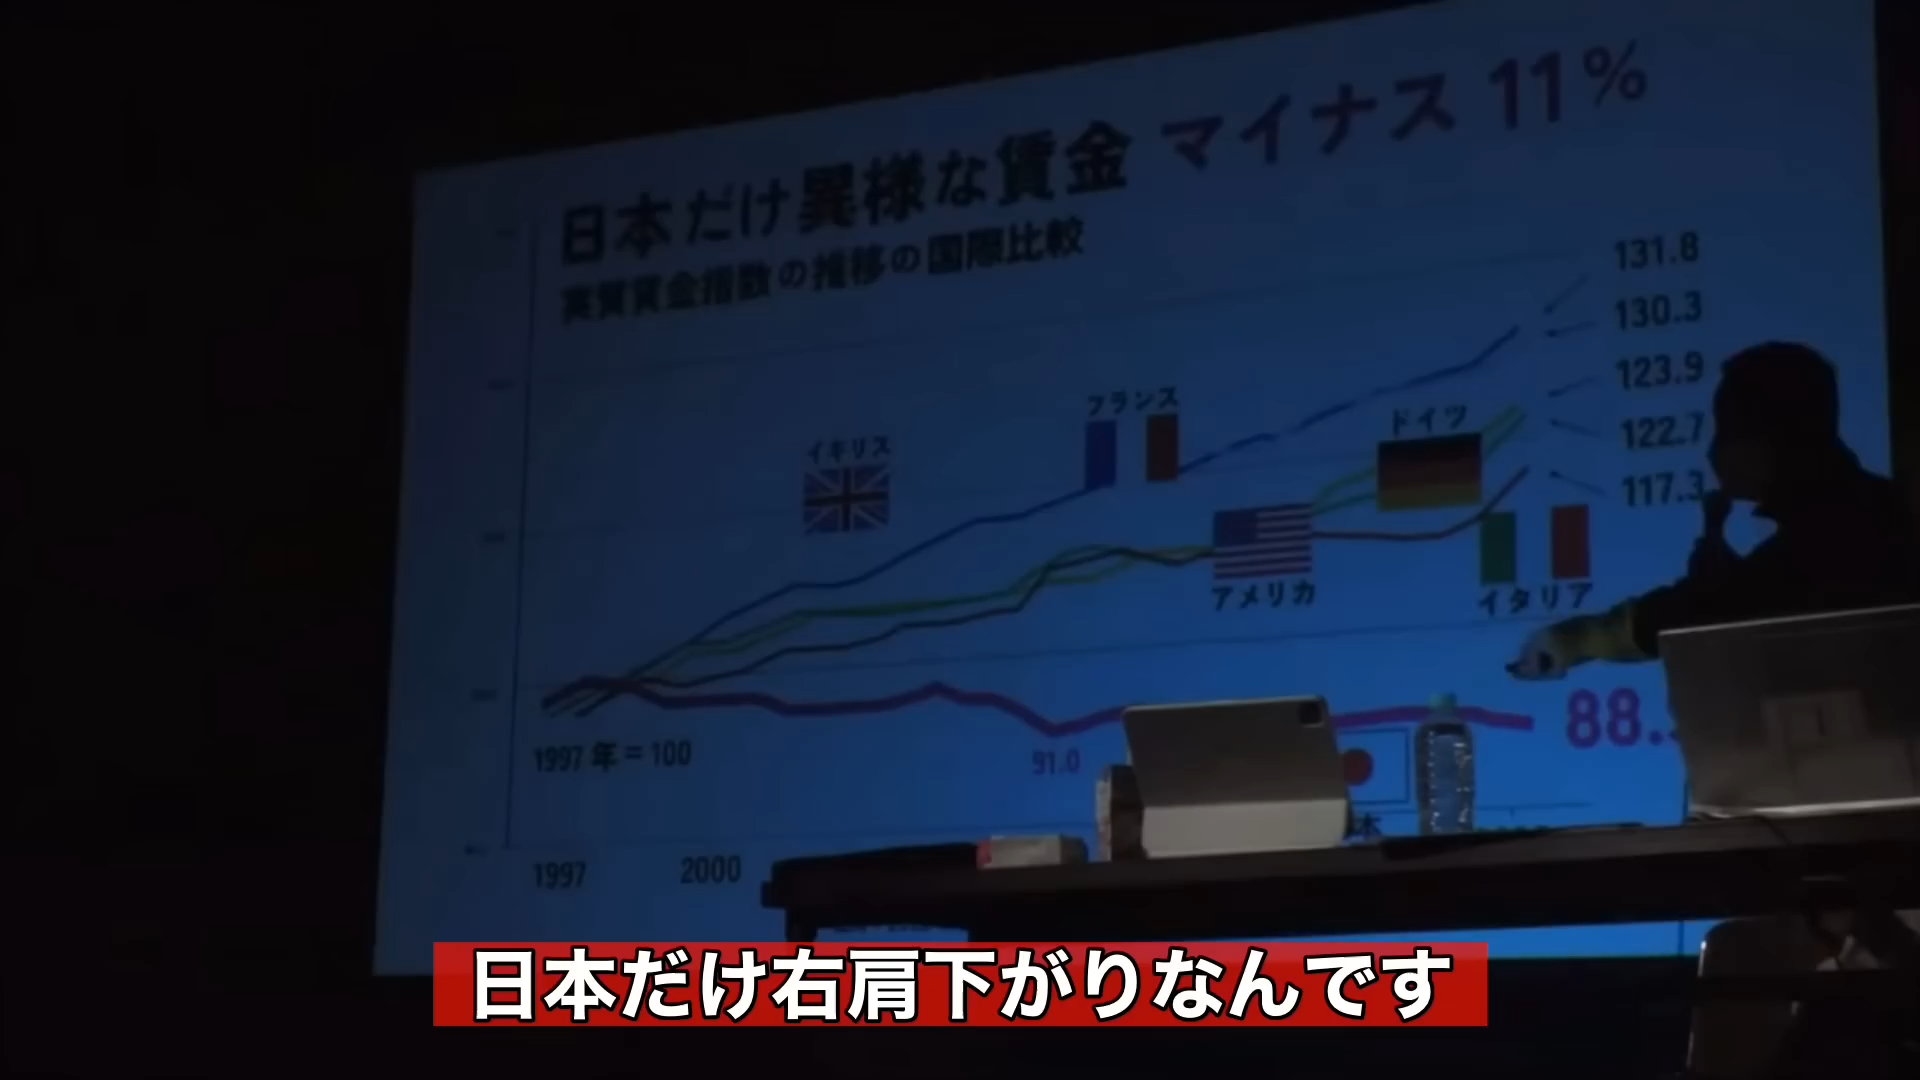 日本だけ異様な賃金 マイナス 11%
実質賃金指数の推移の国際比較
131.8
130.3
123.9
122.7
117.3
イギリス
フランス
ドイツ
アメリカ
イタリア
88.
1997 年 = 100
91.0
1997
2000
日本だけ右肩下がりなんです